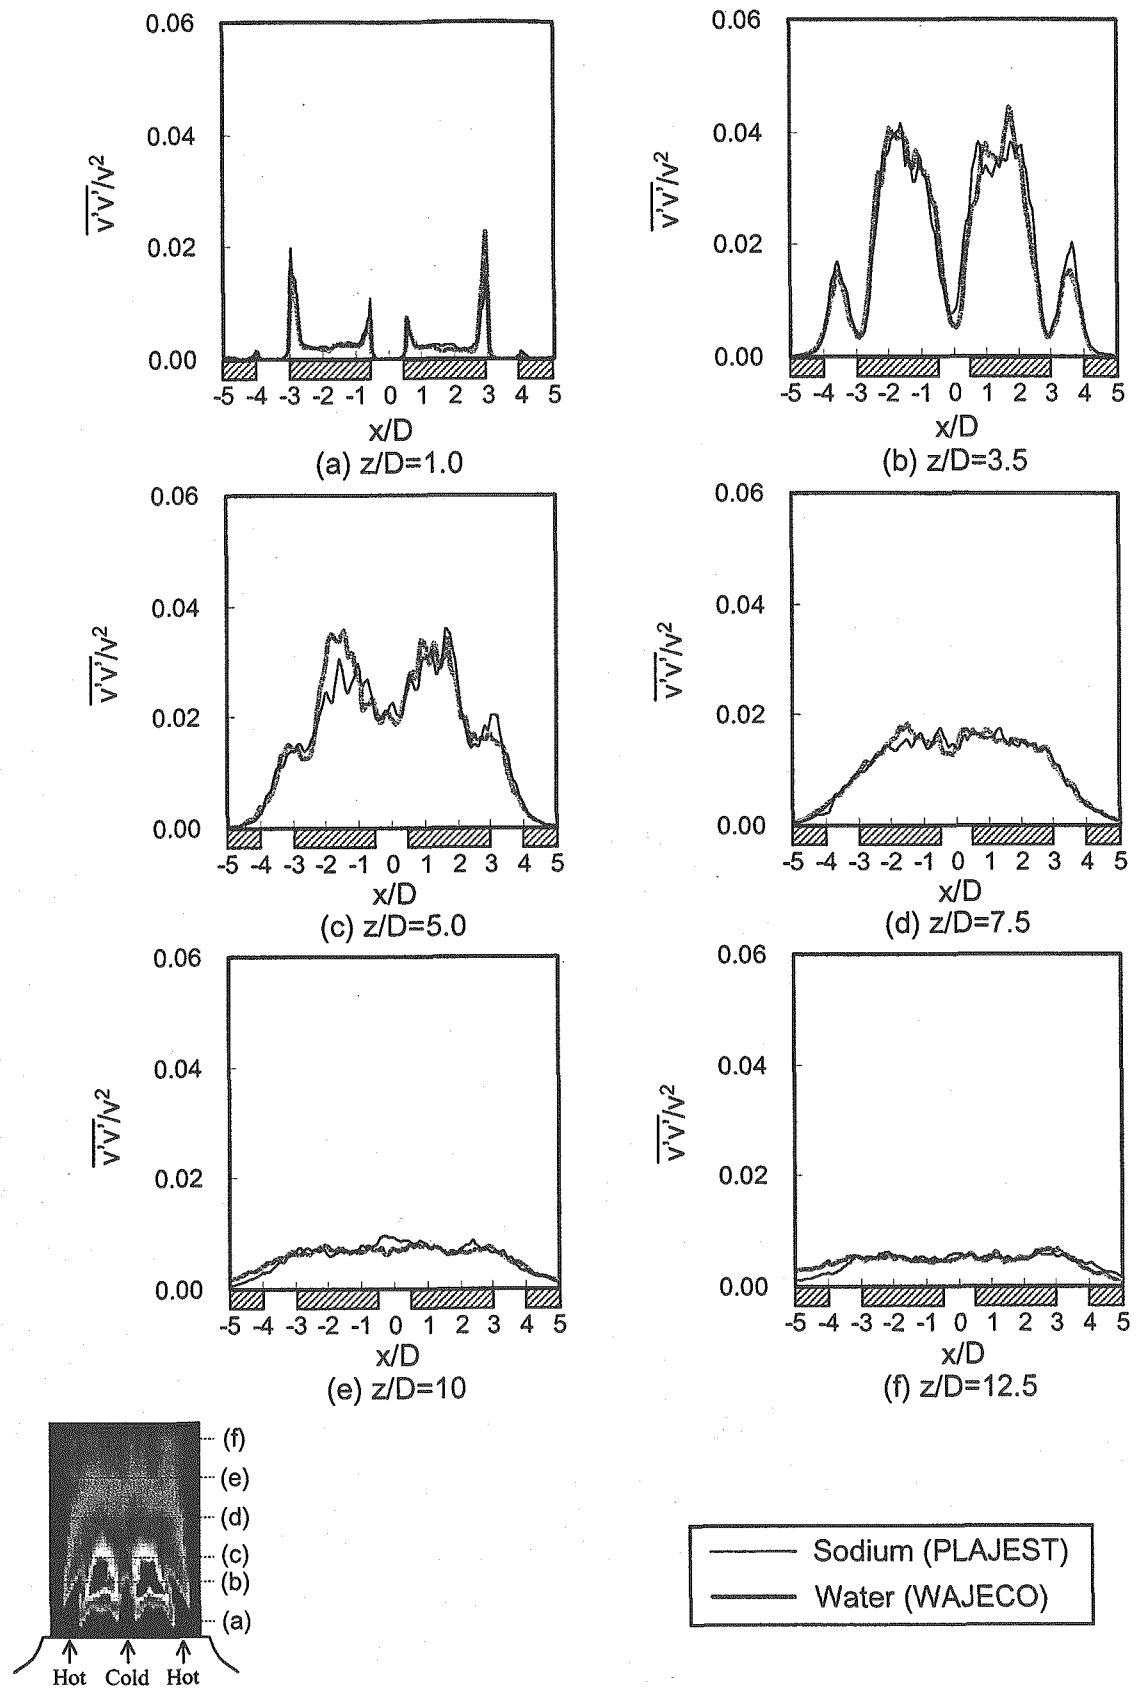 0.06
0.04
0.02
0.00
v'v'/v²
-5 -4 -3 -2 -1 0 1 2 3 4 5
x/D
(a) z/D=1.0
0.06
0.04
0.02
0.00
v'v'/v²
-5 -4 -3 -2 -1 0 1 2 3 4 5
x/D
(b) z/D=3.5
0.06
0.04
0.02
0.00
v'v'/v²
-5 -4 -3 -2 -1 0 1 2 3 4 5
x/D
(c) z/D=5.0
0.06
0.04
0.02
0.00
v'v'/v²
-5 -4 -3 -2 -1 0 1 2 3 4 5
x/D
(d) z/D=7.5
0.06
0.04
0.02
0.00
v'v'/v²
-5 -4 -3 -2 -1 0 1 2 3 4 5
x/D
(e) z/D=10
0.06
0.04
0.02
0.00
v'v'/v²
-5 -4 -3 -2 -1 0 1 2 3 4 5
x/D
(f) z/D=12.5
(f)
(e)
(d)
(c)
(b)
(a)
Hot Cold Hot
Sodium (PLAJEST)
Water (WAJECO)